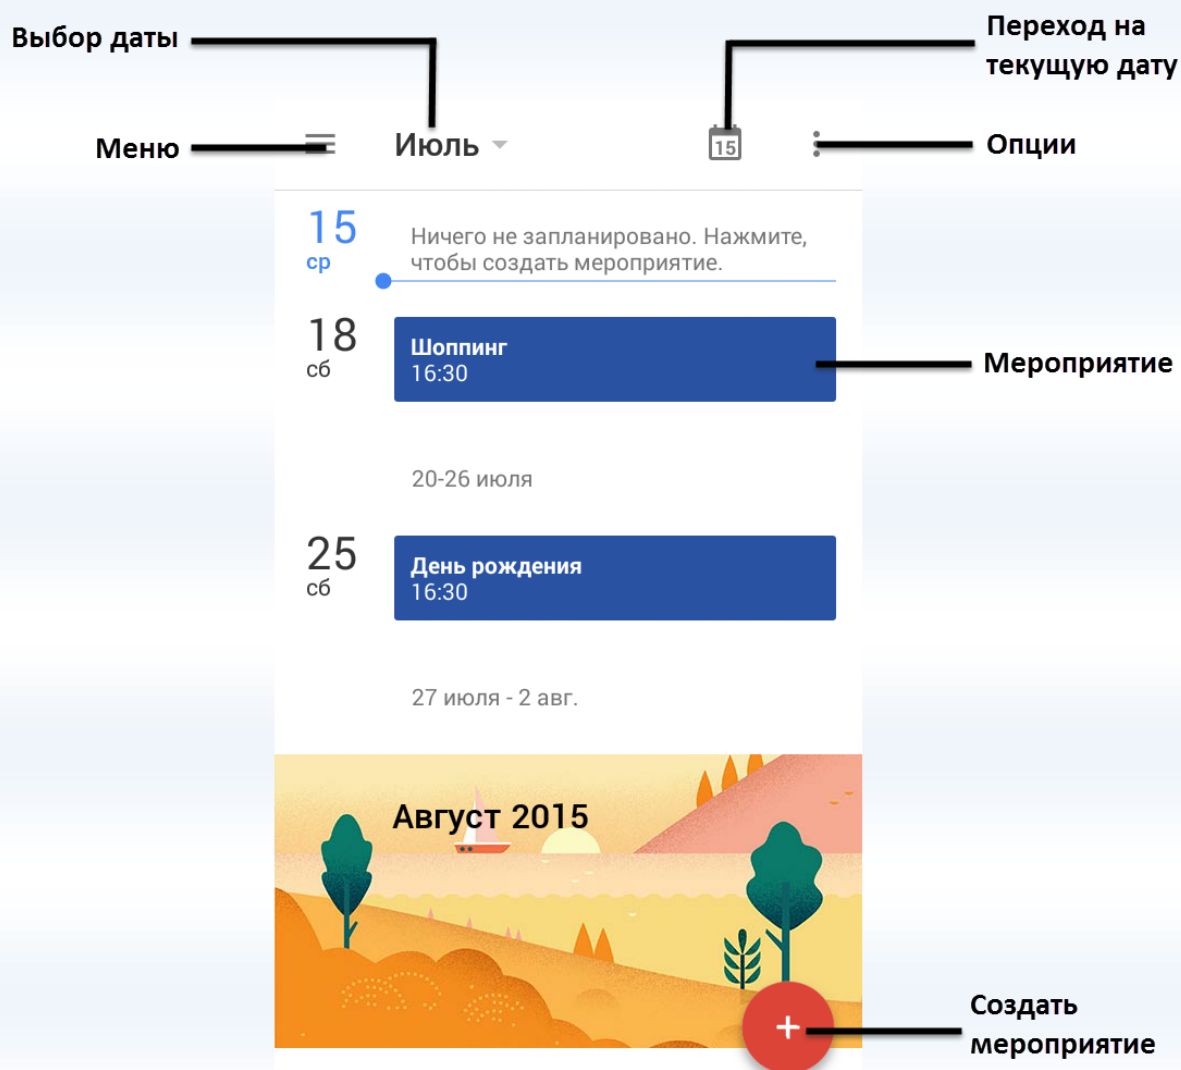 Выбор даты
Переход на
текущую дату
Меню
Июль
15
Опции
15
ср
Ничего не запланировано. Нажмите,
чтобы создать мероприятие.
18
сб
Шоппинг
16:30
Мероприятие
20-26 июля
25
сб
День рождения
16:30
27 июля - 2 авг.
Август 2015
Создать
мероприятие